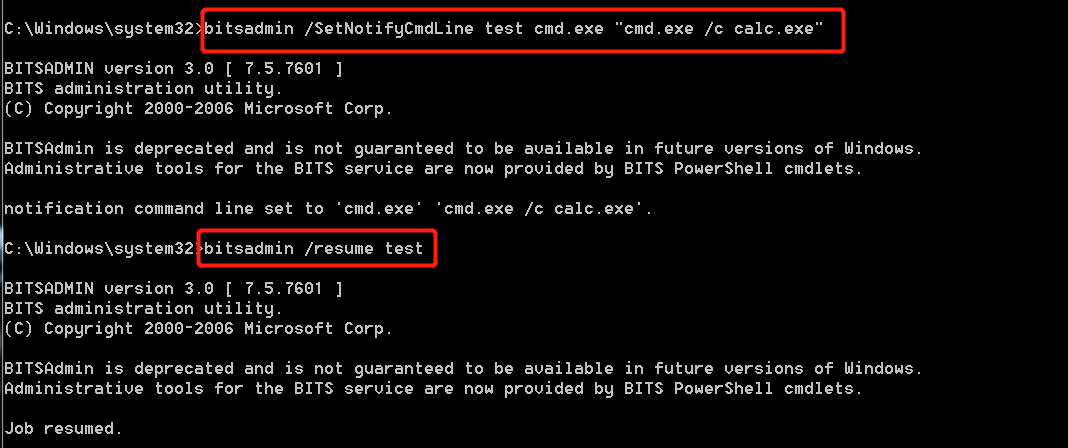 C:\Windows\system32>bitsadmin /SetNotifyCmdLine test cmd.exe "cmd.exe /c calc.exe"
BITSADMIN version 3.0 [ 7.5.7601 ]
BITS administration utility.
(C) Copyright 2000-2006 Microsoft Corp.
BITSAdmin is deprecated and is not guaranteed to be available in future versions of Windows.
Administrative tools for the BITS service are now provided by BITS PowerShell cmdlets.
notification command line set to 'cmd.exe' 'cmd.exe /c calc.exe'.
C:\Windows\system32>bitsadmin /resume test
BITSADMIN version 3.0 [ 7.5.7601 ]
BITS administration utility.
(C) Copyright 2000-2006 Microsoft Corp.
BITSAdmin is deprecated and is not guaranteed to be available in future versions of Windows.
Administrative tools for the BITS service are now provided by BITS PowerShell cmdlets.
Job resumed.